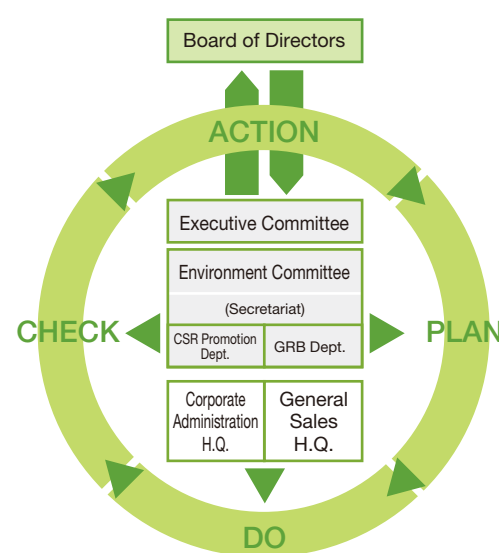 Board of Directors
ACTION
Executive Committee
Environment Committee
(Secretariat)
CHECK
CSR Promotion
Dept.
GRB Dept.
PLAN
Corporate
Administration
H.Q.
General
Sales
H.Q.
DO